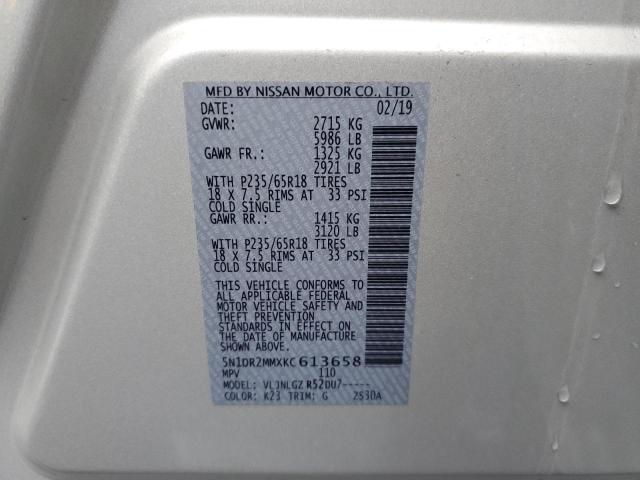 MFD BY NISSAN MOTOR CO., LTD.
DATE: 02/19
GVWR: 2715 KG
5986 LB
GAWR FR.: 1325 KG
2921 LB
WITH P235/65R18 TIRES
18 X 7.5 RIMS AT 33 PSI
COLD SINGLE
GAWR RR.: 1415 KG
3120 LB
WITH P235/65R18 TIRES
18 X 7.5 RIMS AT 33 PSI
COLD SINGLE
THIS VEHICLE CONFORMS TO
ALL APPLICABLE FEDERAL
MOTOR VEHICLE SAFETY AND
THEFT PREVENTION
STANDARDS IN EFFECT ON
THE DATE OF MANUFACTURE
SHOWN ABOVE.
5N1DR2MMXKC613658
MPV 110
MODEL: VLJNLGZ R52DU7-----
COLOR: K23 TRIM: G 2S30A